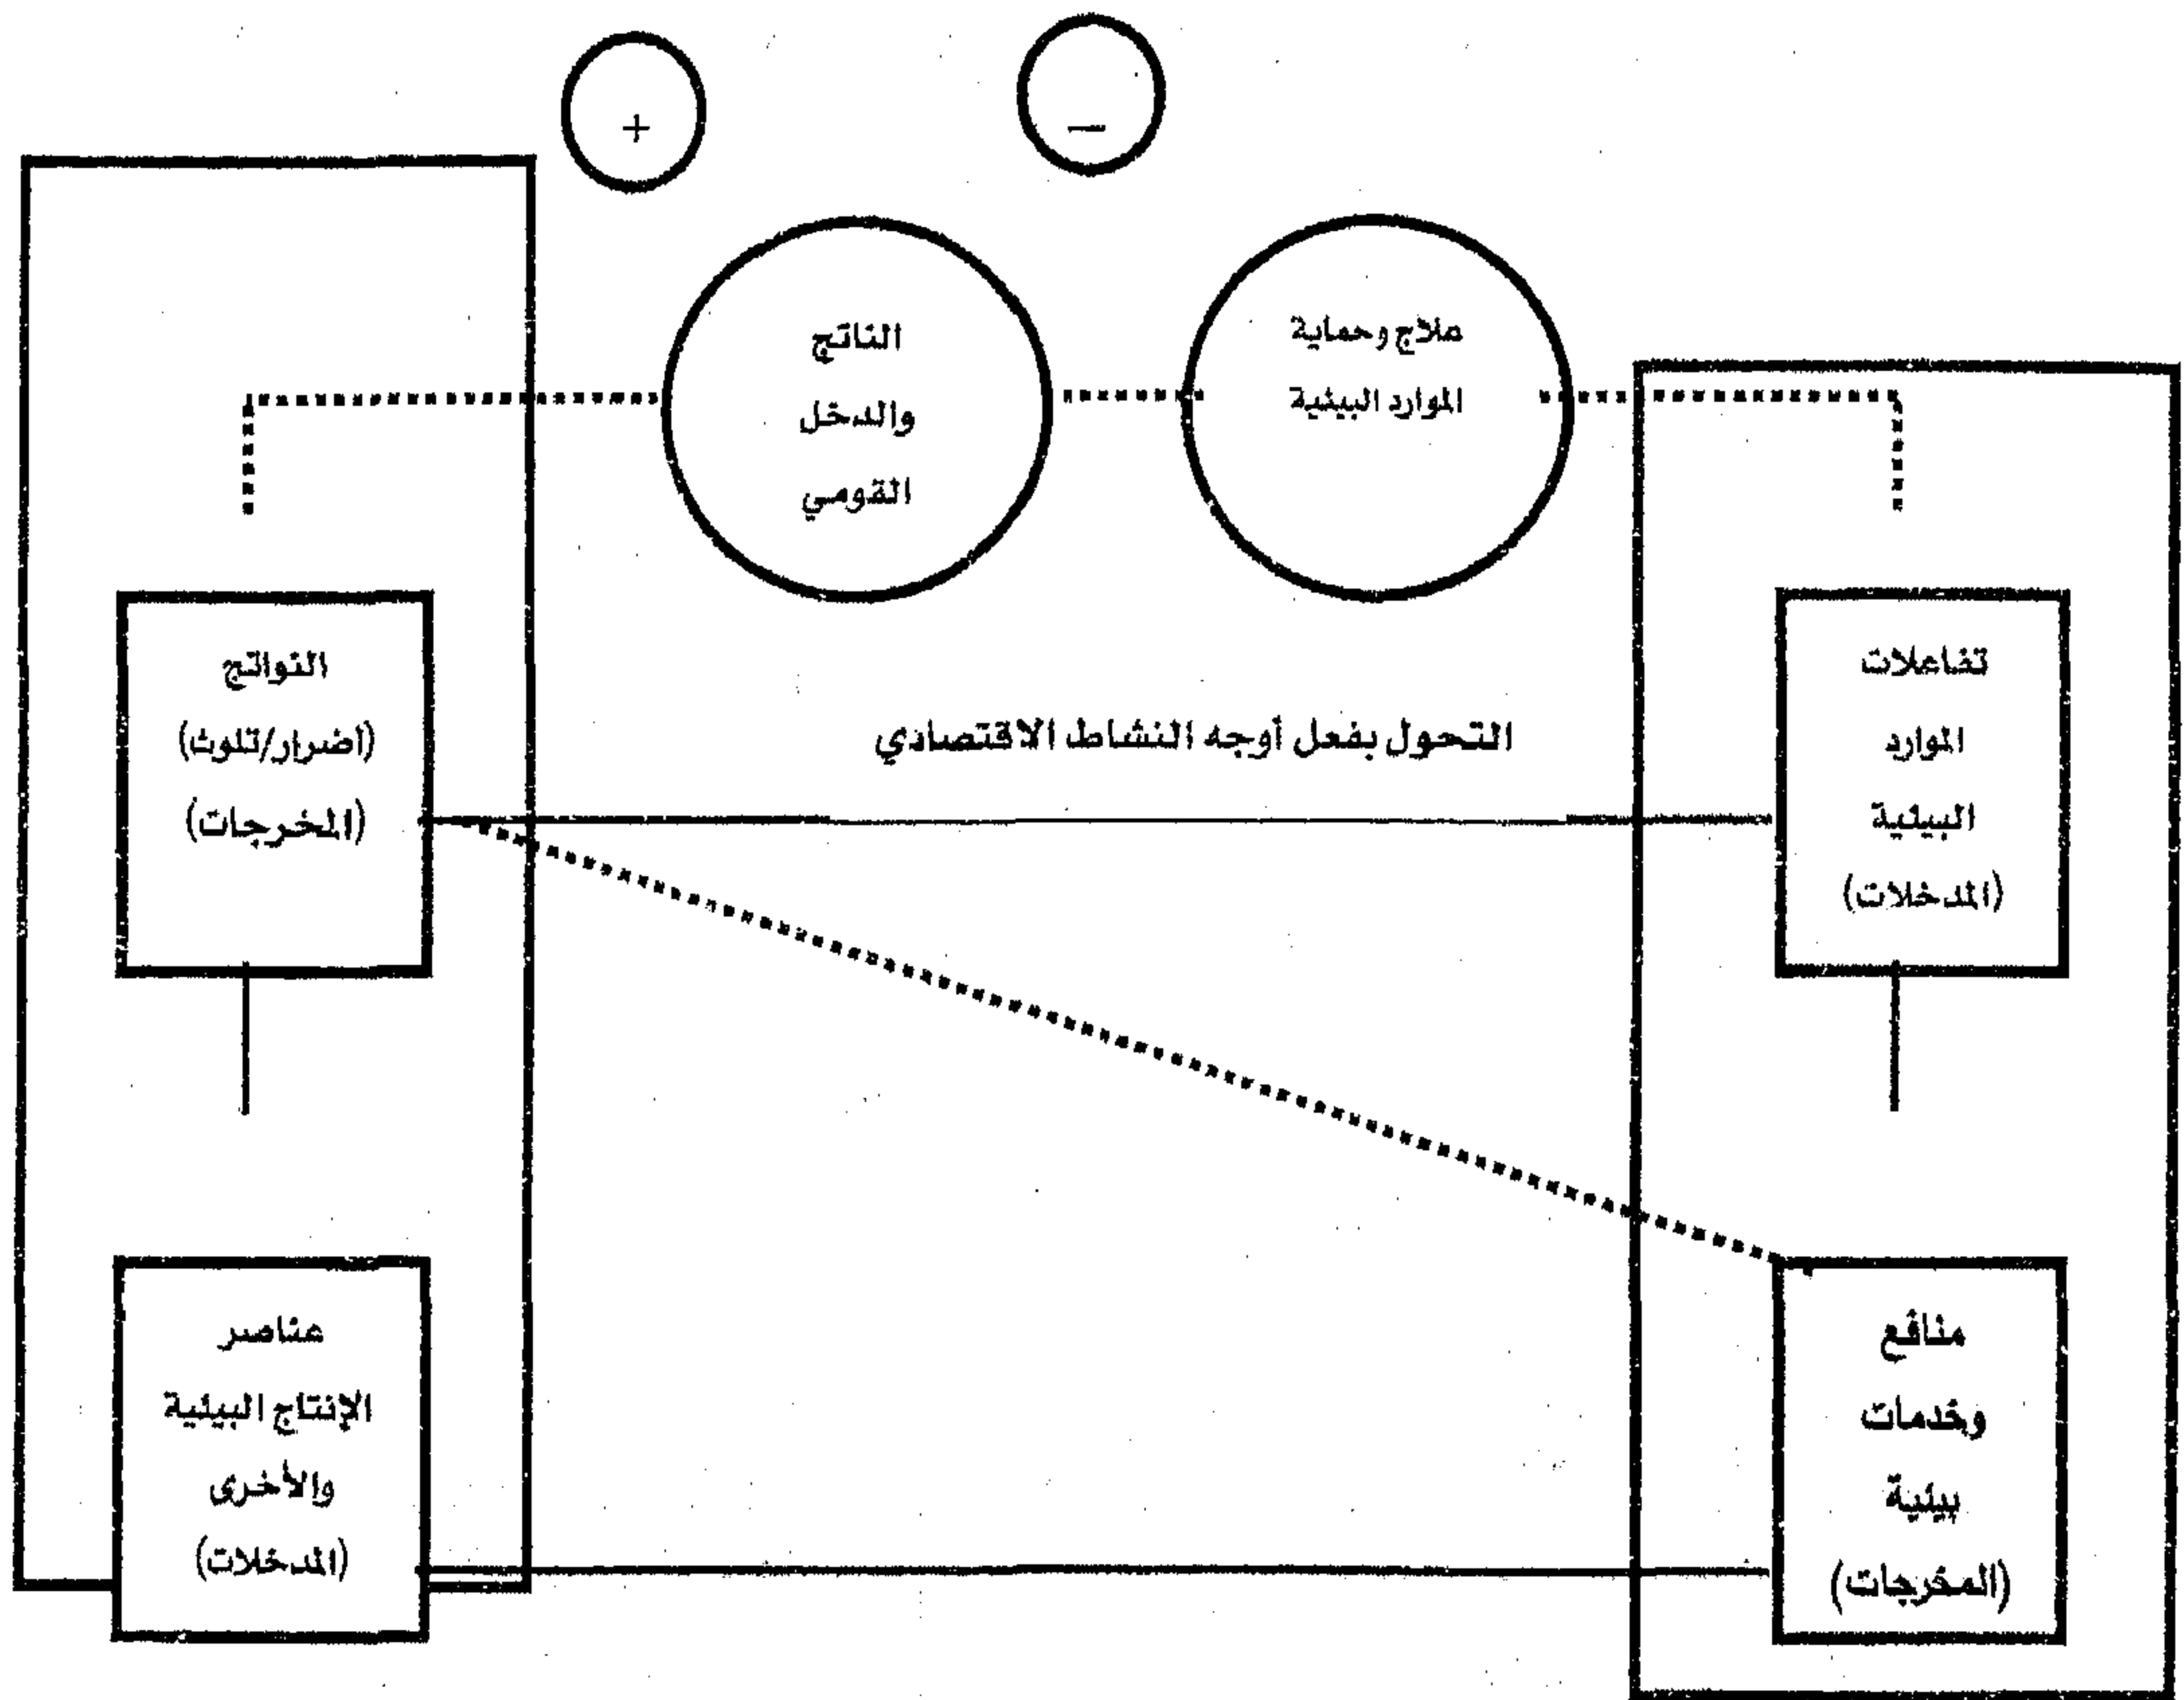 +
—
الناتج
والدخل
القومي
علاج وحماية
الموارد البيئية
تفاعلات
الموارد
البيئية
(المدخلات)
التحول بفعل أوجه النشاط الاقتصادي
النواتج
(أضرار/تلوث)
(المخرجات)
منافع
وخدمات
بيئية
(المخرجات)
عناصر
الإنتاج البيئية
والأخرى
(المدخلات)